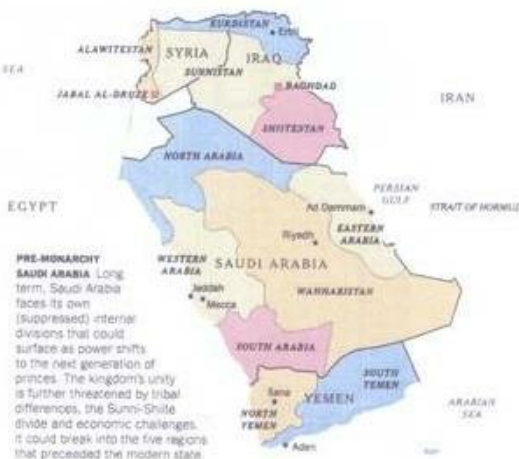 KURDISTAN
Erbil
ALAWITESTAN
SYRIA
IRAQ
SEA
SUNNISTAN
BAGHDAD
JABAL AL-DRUZE
IRAN
SHIITESTAN
NORTH ARABIA
PERSIAN
GULF
EGYPT
STRAIT OF HORMUZ
Ad Dammam
EASTERN
ARABIA
Riyadh
WESTERN
ARABIA
SAUDI ARABIA
Jeddah
Mecca
WAHHABISTAN
PRE-MONARCHY
SAUDI ARABIA Long
term, Saudi Arabia
faces its own
(suppressed) internal
divisions that could
surface as power shifts
to the next generation of
princes. The kingdom's unity
is further threatened by tribal
differences, the Sunni-Shiite
divide and economic challenges.
It could break into the five regions
that preceded the modern state.
SOUTH ARABIA
SOUTH
YEMEN
Sana
YEMEN
NORTH
YEMEN
ARABIAN
SEA
Aden